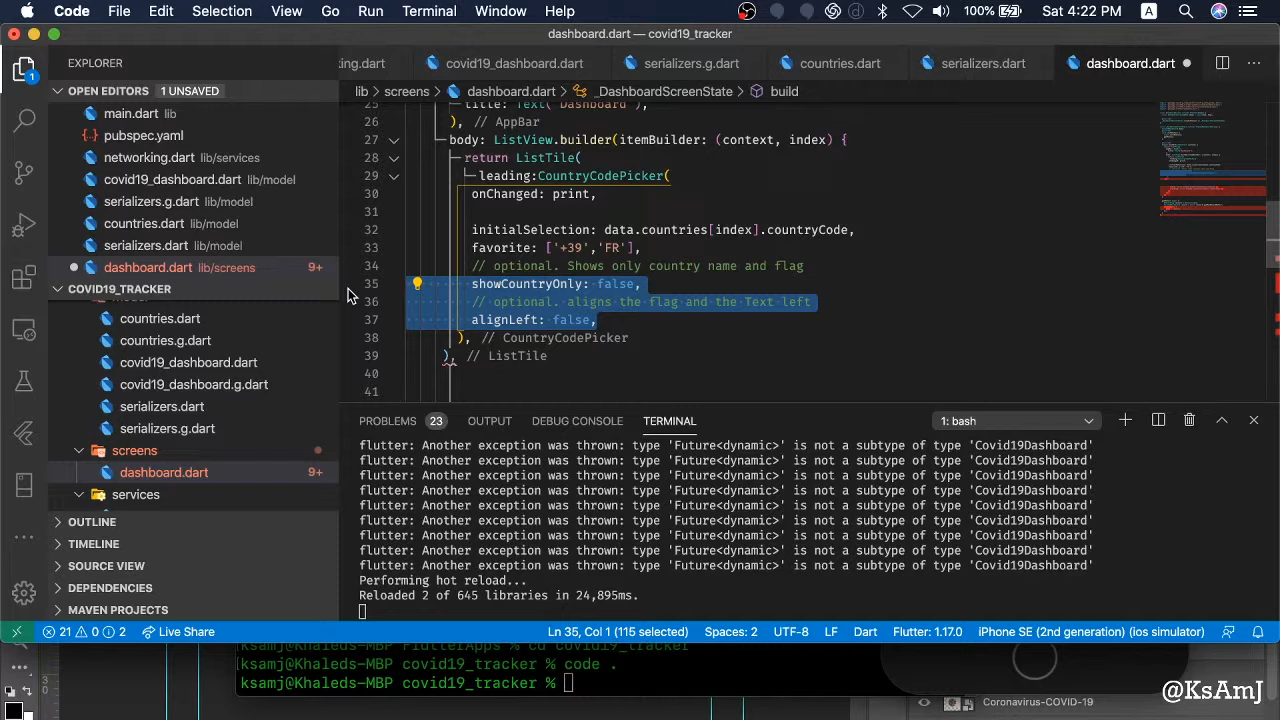 Code File Edit Selection View Go Run Terminal Window Help 100% Sat 4:22 PM A
dashboard.dart — covid19_tracker
EXPLORER
king.dart covid19_dashboard.dart serializers.g.dart countries.dart serializers.dart dashboard.dart
OPEN EDITORS 1 UNSAVED
lib > screens > dashboard.dart > _DashboardScreenState > build
main.dart lib
pubspec.yaml
networking.dart lib/services
covid19_dashboard.dart lib/model
serializers.g.dart lib/model
countries.dart lib/model
serializers.dart lib/model
dashboard.dart lib/screens 9+
COVID19_TRACKER
countries.dart
countries.g.dart
covid19_dashboard.dart
covid19_dashboard.g.dart
serializers.dart
serializers.g.dart
screens
dashboard.dart 9+
services
OUTLINE
TIMELINE
SOURCE VIEW
DEPENDENCIES
MAVEN PROJECTS
25 title: Text("Dashboard"),
26 ), // AppBar
27 body: ListView.builder(itemBuilder: (context, index) {
28 return ListTile(
29 leading:CountryCodePicker(
30 onChanged: print,
31
32 initialSelection: data.countries[index].countryCode,
33 favorite: ['+39','FR'],
34 // optional. Shows only country name and flag
35 showCountryOnly: false,
36 // optional. aligns the flag and the Text left
37 alignLeft: false,
38 ), // CountryCodePicker
39 ), // ListTile
40
41
PROBLEMS 23 OUTPUT DEBUG CONSOLE TERMINAL 1: bash
flutter: Another exception was thrown: type 'Future<dynamic>' is not a subtype of type 'Covid19Dashboard'
flutter: Another exception was thrown: type 'Future<dynamic>' is not a subtype of type 'Covid19Dashboard'
flutter: Another exception was thrown: type 'Future<dynamic>' is not a subtype of type 'Covid19Dashboard'
flutter: Another exception was thrown: type 'Future<dynamic>' is not a subtype of type 'Covid19Dashboard'
flutter: Another exception was thrown: type 'Future<dynamic>' is not a subtype of type 'Covid19Dashboard'
flutter: Another exception was thrown: type 'Future<dynamic>' is not a subtype of type 'Covid19Dashboard'
flutter: Another exception was thrown: type 'Future<dynamic>' is not a subtype of type 'Covid19Dashboard'
flutter: Another exception was thrown: type 'Future<dynamic>' is not a subtype of type 'Covid19Dashboard'
flutter: Another exception was thrown: type 'Future<dynamic>' is not a subtype of type 'Covid19Dashboard'
Performing hot reload...
Reloaded 2 of 645 libraries in 24,895ms.
21 0 2 Live Share Ln 35, Col 1 (115 selected) Spaces: 2 UTF-8 LF Dart Flutter: 1.17.0 iPhone SE (2nd generation) (ios simulator)
ksamj@Khaleds-MBP FlutterApps % cd covid19_tracker
ksamj@Khaleds-MBP covid19_tracker % code .
ksamj@Khaleds-MBP covid19_tracker %
@KsAmJ
Coronavirus-COVID-19